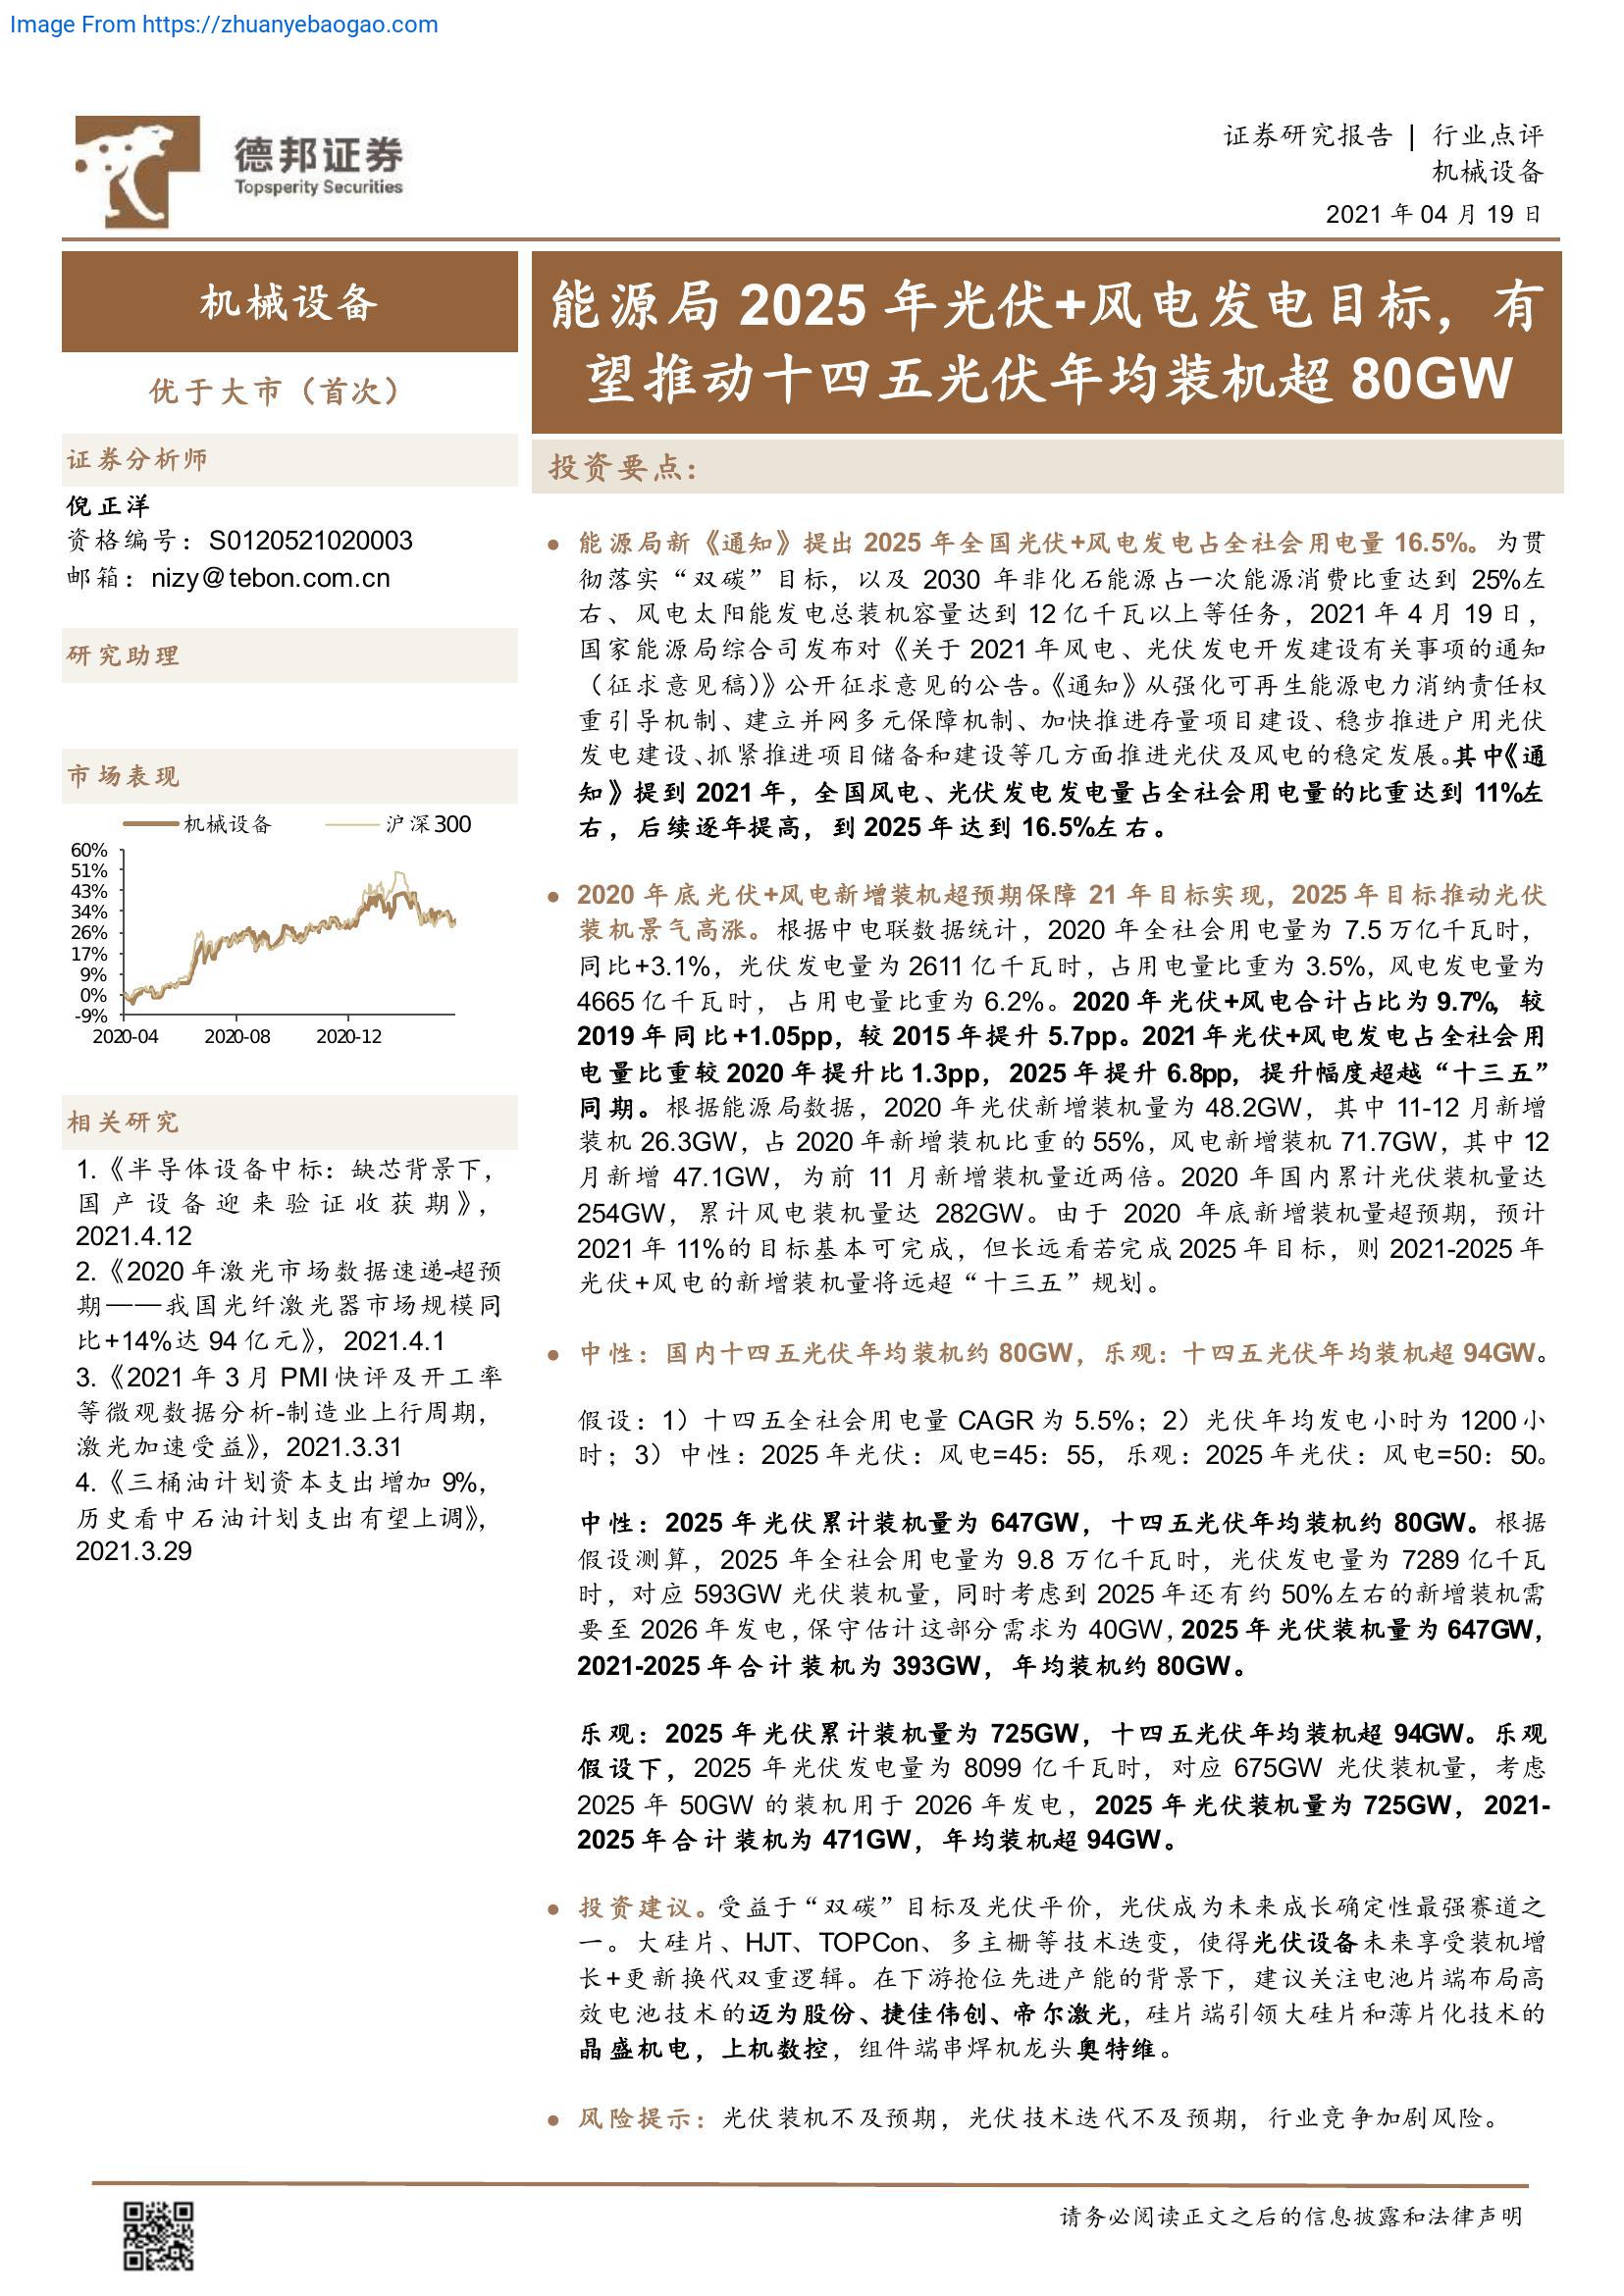 Image From https://zhuanyebaogao.com
德邦证券
Topsperity Securities
证券研究报告 | 行业点评
机械设备
2021 年 04 月 19 日
机械设备
优于大市（首次）
证券分析师
倪正洋
资格编号：S0120521020003
邮箱：nizy@tebon.com.cn
研究助理
市场表现
机械设备 沪深300
60%
51%
43%
34%
26%
17%
9%
0%
-9%
2020-04 2020-08 2020-12
相关研究
1.《半导体设备中标：缺芯背景下，
国产设备迎来验证收获期》，
2021.4.12
2.《2020 年激光市场数据速递-超预
期——我国光纤激光器市场规模同
比+14%达 94 亿元》，2021.4.1
3.《2021 年 3 月 PMI 快评及开工率
等微观数据分析-制造业上行周期，
激光加速受益》，2021.3.31
4.《三桶油计划资本支出增加 9%，
历史看中石油计划支出有望上调》，
2021.3.29
能源局 2025 年光伏+风电发电目标，有
望推动十四五光伏年均装机超 80GW
投资要点：
● 能源局新《通知》提出 2025 年全国光伏+风电发电占全社会用电量 16.5%。为贯
彻落实“双碳”目标，以及 2030 年非化石能源占一次能源消费比重达到 25%左
右、风电太阳能发电总装机容量达到 12 亿千瓦以上等任务，2021 年 4 月 19 日，
国家能源局综合司发布对《关于 2021 年风电、光伏发电开发建设有关事项的通知
（征求意见稿）》公开征求意见的公告。《通知》从强化可再生能源电力消纳责任权
重引导机制、建立并网多元保障机制、加快推进存量项目建设、稳步推进户用光伏
发电建设、抓紧推进项目储备和建设等几方面推进光伏及风电的稳定发展。其中《通
知》提到 2021 年，全国风电、光伏发电发电量占全社会用电量的比重达到 11%左
右，后续逐年提高，到 2025 年达到 16.5%左右。
● 2020 年底光伏+风电新增装机超预期保障 21 年目标实现，2025 年目标推动光伏
装机景气高涨。根据中电联数据统计，2020 年全社会用电量为 7.5 万亿千瓦时，
同比+3.1%，光伏发电量为 2611 亿千瓦时，占用电量比重为 3.5%，风电发电量为
4665 亿千瓦时，占用电量比重为 6.2%。2020 年光伏+风电合计占比为 9.7%，较
2019 年同比+1.05pp，较 2015 年提升 5.7pp。2021 年光伏+风电发电占全社会用
电量比重较 2020 年提升比 1.3pp，2025 年提升 6.8pp，提升幅度超越“十三五”
同期。根据能源局数据，2020 年光伏新增装机量为 48.2GW，其中 11-12 月新增
装机 26.3GW，占 2020 年新增装机比重的 55%，风电新增装机 71.7GW，其中 12
月新增 47.1GW，为前 11 月新增装机量近两倍。2020 年国内累计光伏装机量达
254GW，累计风电装机量达 282GW。由于 2020 年底新增装机量超预期，预计
2021 年 11%的目标基本可完成，但长远看若完成 2025 年目标，则 2021-2025 年
光伏+风电的新增装机量将远超“十三五”规划。
● 中性：国内十四五光伏年均装机约 80GW，乐观：十四五光伏年均装机超 94GW。
假设：1）十四五全社会用电量 CAGR 为 5.5%；2）光伏年均发电小时为 1200 小
时；3）中性：2025 年光伏：风电=45：55，乐观：2025 年光伏：风电=50：50。
中性：2025 年光伏累计装机量为 647GW，十四五光伏年均装机约 80GW。根据
假设测算，2025 年全社会用电量为 9.8 万亿千瓦时，光伏发电量为 7289 亿千瓦
时，对应 593GW 光伏装机量，同时考虑到 2025 年还有约 50%左右的新增装机需
要至 2026 年发电，保守估计这部分需求为 40GW，2025 年光伏装机量为 647GW，
2021-2025 年合计装机为 393GW，年均装机约 80GW。
乐观：2025 年光伏累计装机量为 725GW，十四五光伏年均装机超 94GW。乐观
假设下，2025 年光伏发电量为 8099 亿千瓦时，对应 675GW 光伏装机量，考虑
2025 年 50GW 的装机用于 2026 年发电，2025 年光伏装机量为 725GW，2021-
2025 年合计装机为 471GW，年均装机超 94GW。
● 投资建议。受益于“双碳”目标及光伏平价，光伏成为未来成长确定性最强赛道之
一。大硅片、HJT、TOPCon、多主栅等技术迭变，使得光伏设备未来享受装机增
长+更新换代双重逻辑。在下游抢位先进产能的背景下，建议关注电池片端布局高
效电池技术的迈为股份、捷佳伟创、帝尔激光，硅片端引领大硅片和薄片化技术的
晶盛机电，上机数控，组件端串焊机龙头奥特维。
● 风险提示：光伏装机不及预期，光伏技术迭代不及预期，行业竞争加剧风险。
请务必阅读正文之后的信息披露和法律声明